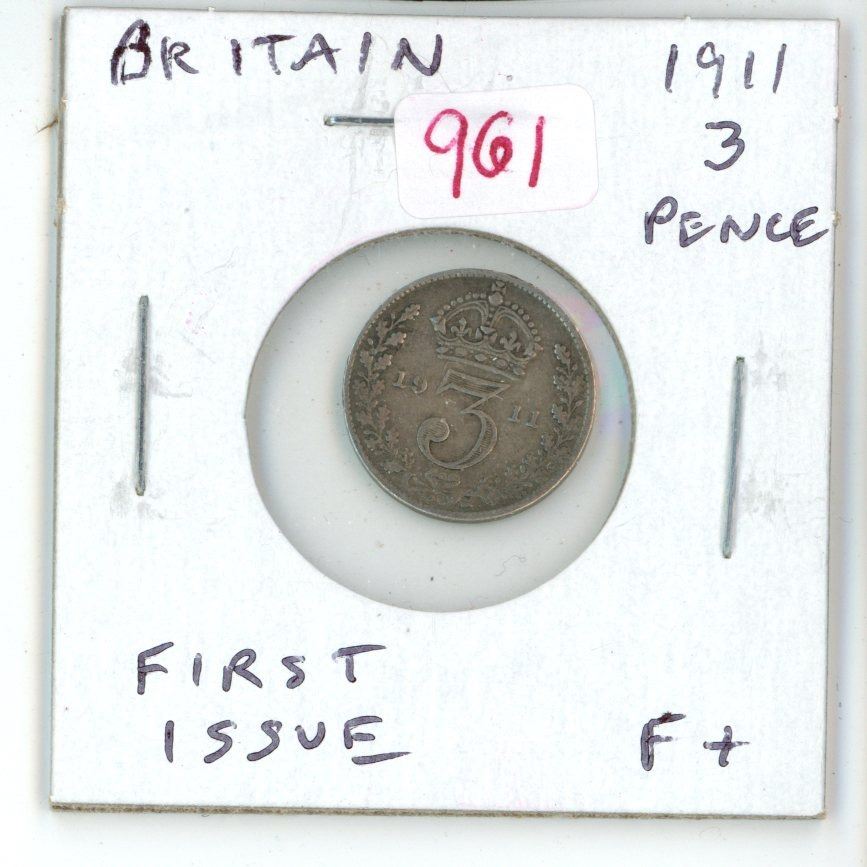 BRITAIN
1911
3
PENCE
961
19 3 11
FIRST
ISSUE
F+